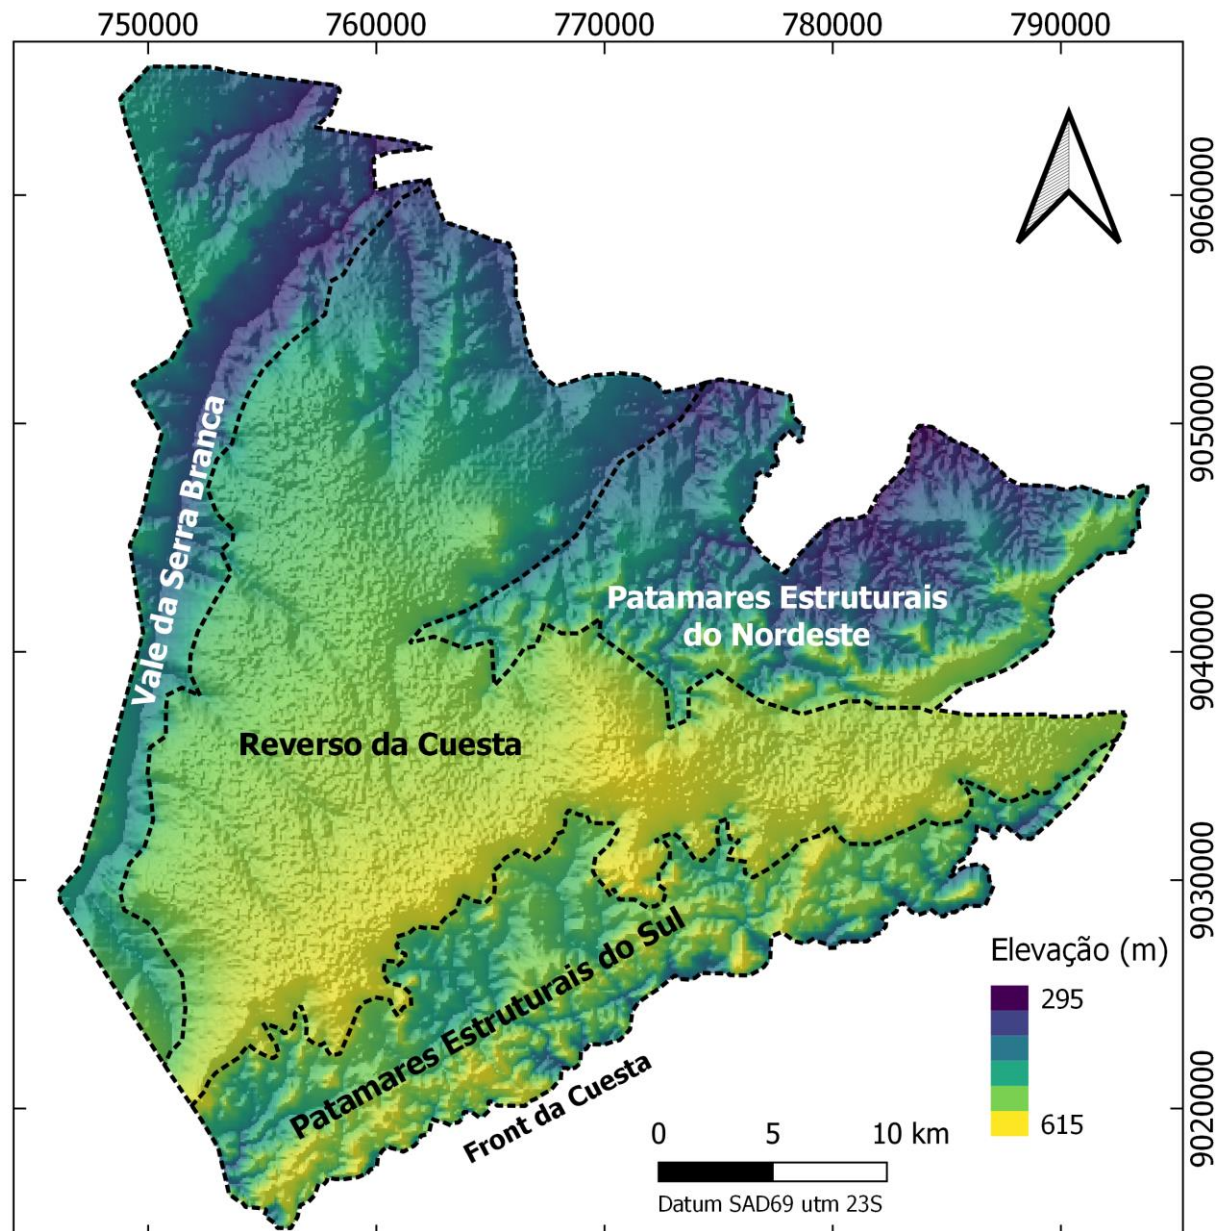 750000 760000 770000 780000 790000
9060000
9050000
9040000
9030000
9020000
Vale da Serra Branca
Patamares Estruturais
do Nordeste
Reverso da Cuesta
Patamares Estruturais do Sul
Front da Cuesta
Elevação (m)
295
615
0 5 10 km
Datum SAD69 utm 23S